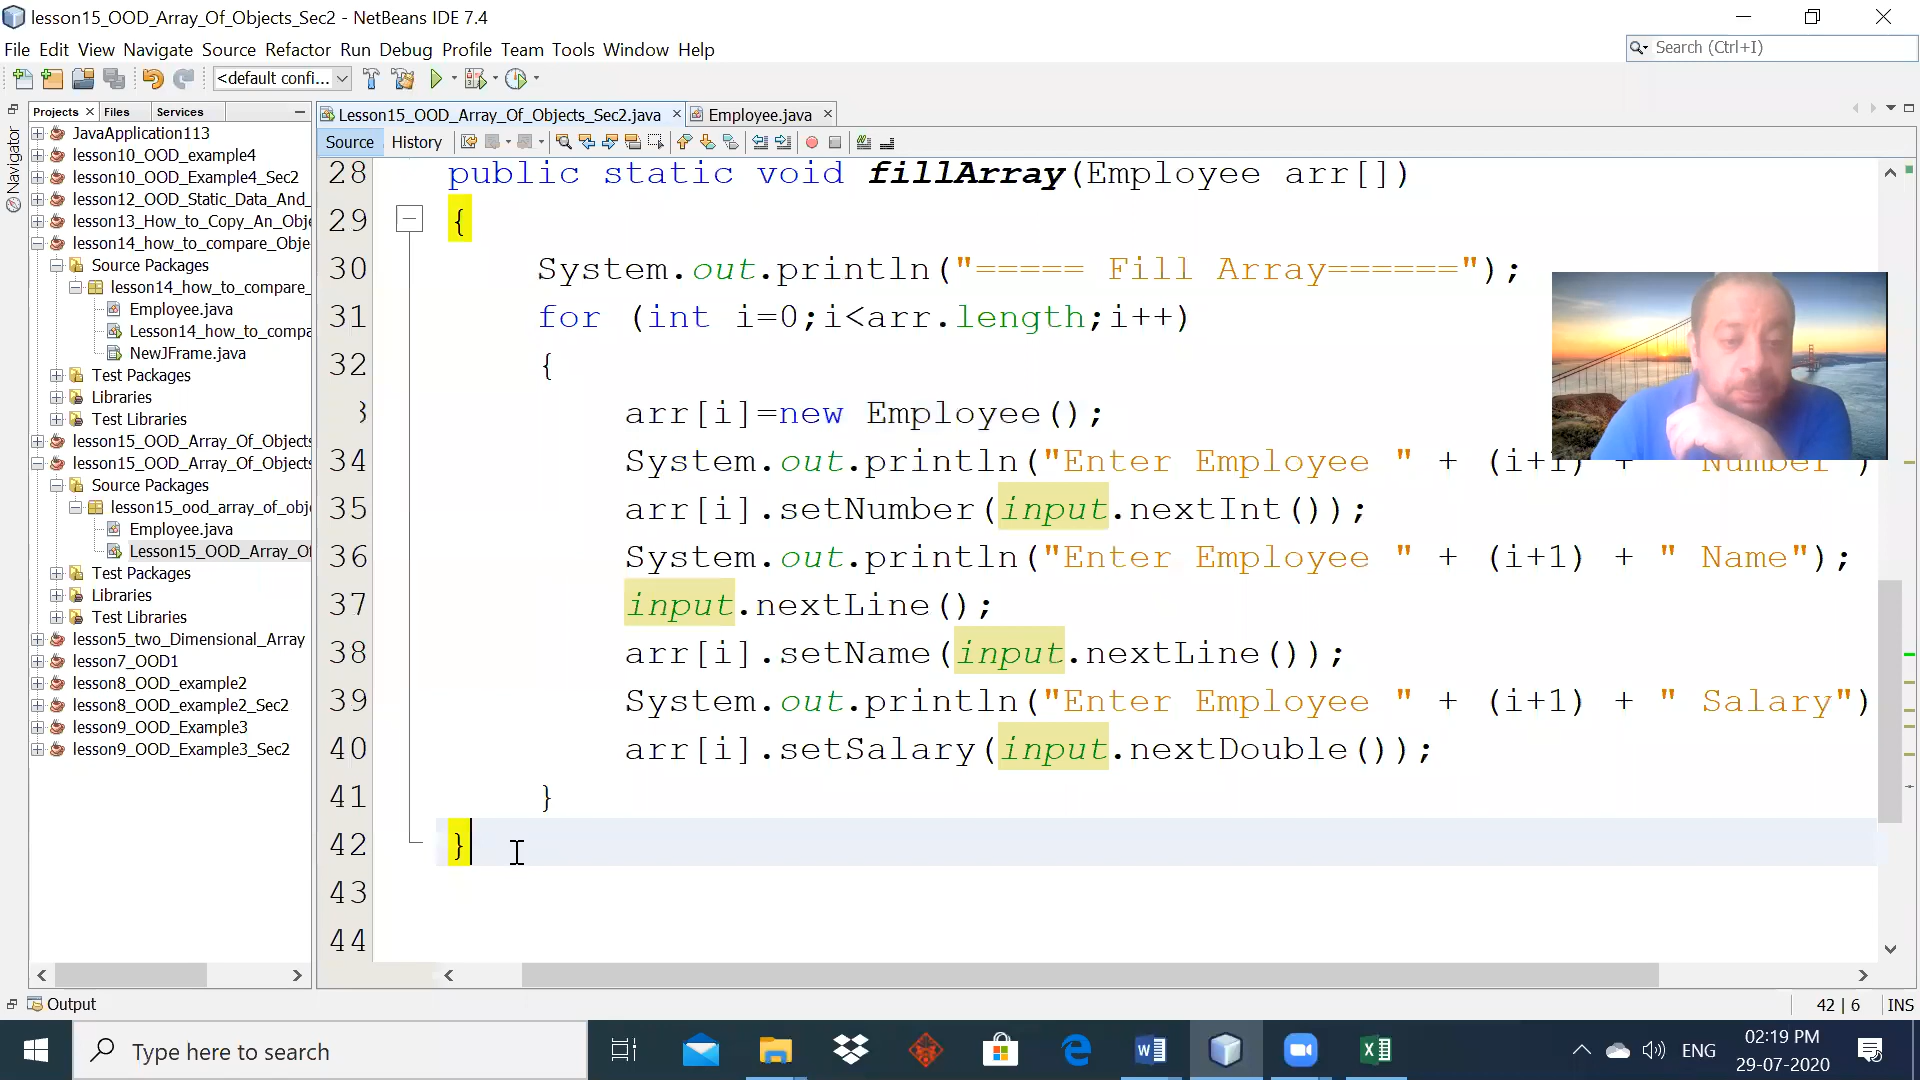 lesson15_OOD_Array_Of_Objects_Sec2 - NetBeans IDE 7.4
File Edit View Navigate Source Refactor Run Debug Profile Team Tools Window Help
Search (Ctrl+I)
<default confi...
Projects Files Services
Lesson15_OOD_Array_Of_Objects_Sec2.java Employee.java
Source History
Navigator
JavaApplication113
lesson10_OOD_example4
lesson10_OOD_Example4_Sec2
lesson12_OOD_Static_Data_And_
lesson13_How_to_Copy_An_Obje
lesson14_how_to_compare_Obje
Source Packages
lesson14_how_to_compare_
Employee.java
Lesson14_how_to_compa
NewJFrame.java
Test Packages
Libraries
Test Libraries
lesson15_OOD_Array_Of_Objects
lesson15_OOD_Array_Of_Objects
Source Packages
lesson15_ood_array_of_obj
Employee.java
Lesson15_OOD_Array_Of
Test Packages
Libraries
Test Libraries
lesson5_two_Dimensional_Array
lesson7_OOD1
lesson8_OOD_example2
lesson8_OOD_example2_Sec2
lesson9_OOD_Example3
lesson9_OOD_Example3_Sec2
28 public static void fillArray(Employee arr[])
29 {
30 System.out.println("===== Fill Array======");
31 for (int i=0;i<arr.length;i++)
32 {
3 arr[i]=new Employee();
34 System.out.println("Enter Employee " + (i+1) + " Number")
35 arr[i].setNumber(input.nextInt());
36 System.out.println("Enter Employee " + (i+1) + " Name");
37 input.nextLine();
38 arr[i].setName(input.nextLine());
39 System.out.println("Enter Employee " + (i+1) + " Salary")
40 arr[i].setSalary(input.nextDouble());
41 }
42 }
43
44
Output
42 | 6 INS
Type here to search
ENG
02:19 PM
29-07-2020